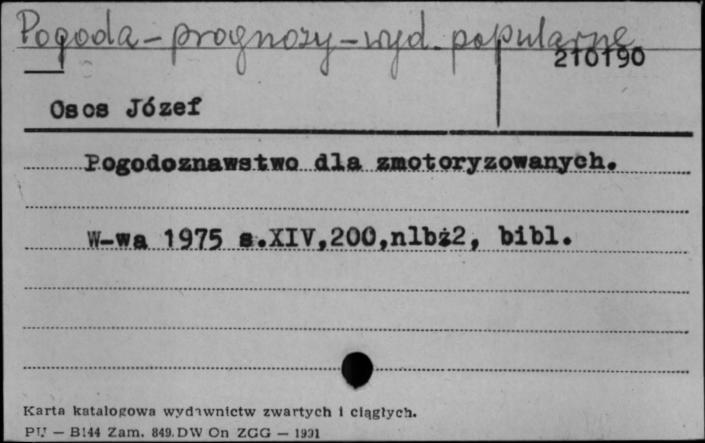 Pogoda – prognozy – wyd. popularne
210190
Osos Józef
Pogodoznawstwo dla zmotoryzowanych.
W-wa 1975 s.XIV,200,nlbż2, bibl.
Karta katalogowa wydawnictw zwartych i ciągłych.
PU — B144 Zam. 849. DW On ZGG — 1991